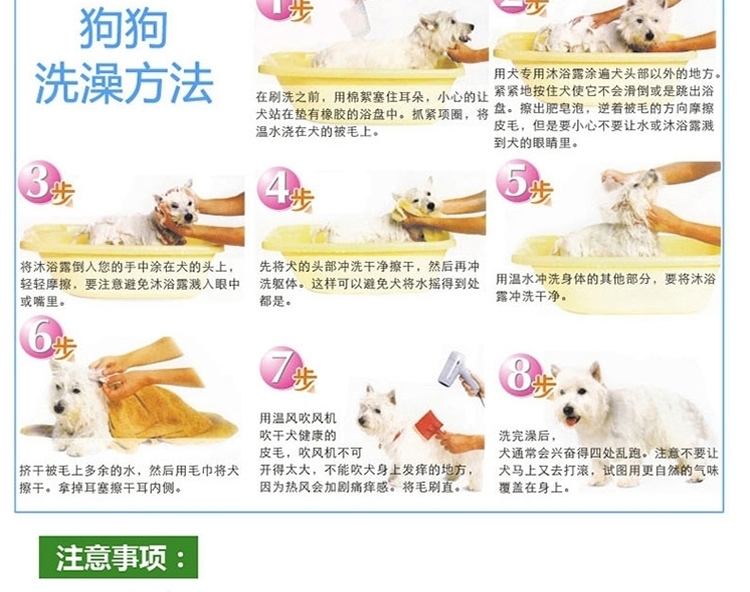 狗狗
洗澡方法
1步
在刷洗之前，用棉絮塞住耳朵，小心的让
犬站在垫有橡胶的浴盘中。抓紧项圈，将
温水浇在犬的被毛上。
2步
用犬专用沐浴露涂遍犬头部以外的地方。
紧紧地按住犬使它不会滑倒或是跳出浴
盘。擦出肥皂泡，逆着被毛的方向摩擦
皮毛，但是要小心不要让水或沐浴露溅
到犬的眼睛里。
3步
将沐浴露倒入您的手中涂在犬的头上，
轻轻摩擦，要注意避免沐浴露溅入眼中
或嘴里。
4步
先将犬的头部冲洗干净擦干，然后再冲
洗躯体。这样可以避免犬将水摇得到处
都是。
5步
用温水冲洗身体的其他部分，要将沐浴
露冲洗干净。
6步
挤干被毛上多余的水，然后用毛巾将犬
擦干。拿掉耳塞擦干耳内侧。
7步
用温风吹风机
吹干犬健康的
皮毛，吹风机不可
开得太大，不能吹犬身上发痒的地方，
因为热风会加剧痛痒感。将毛刷直。
8步
洗完澡后，
犬通常会兴奋得四处乱跑。注意不要让
犬马上又去打滚，试图用更自然的气味
覆盖在身上。
注意事项：